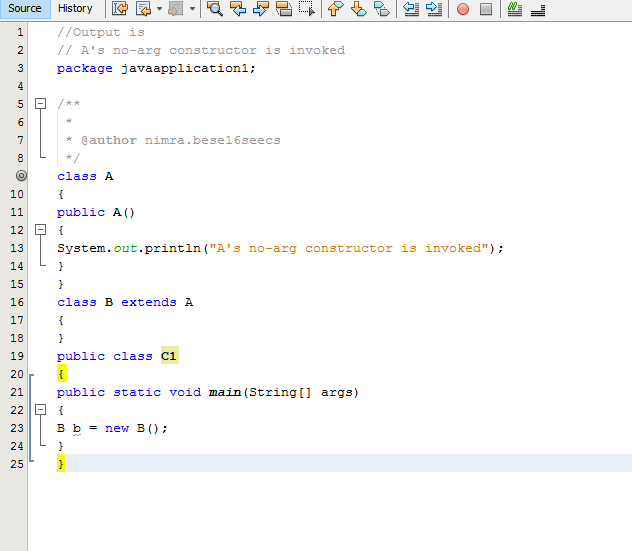 Source History
1 //Output is
2 // A's no-arg constructor is invoked
3 package javaapplication1;
4
5 /**
6 *
7 * @author nimra.bese16seecs
8 */
class A
10 {
11 public A()
12 {
13 System.out.println("A's no-arg constructor is invoked");
14 }
15 }
16 class B extends A
17 {
18 }
19 public class C1
20 {
21 public static void main(String[] args)
22 {
23 B b = new B();
24 }
25 }